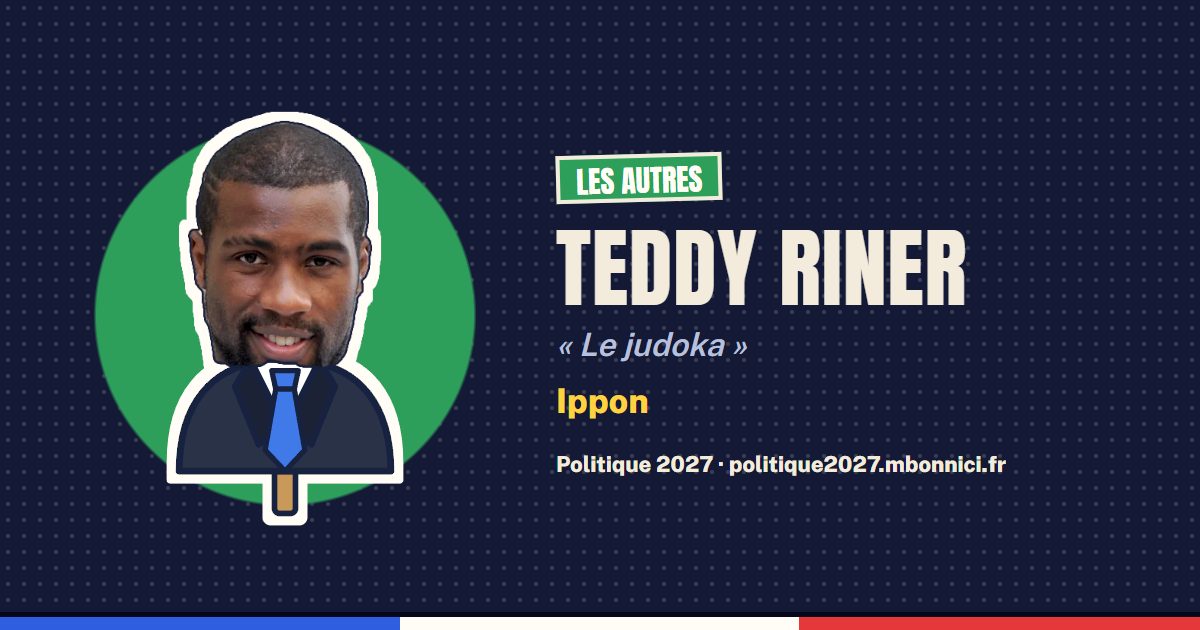 LES AUTRES
TEDDY RINER
« Le judoka »
Ippon
Politique 2027 · politique2027.mbonnici.fr